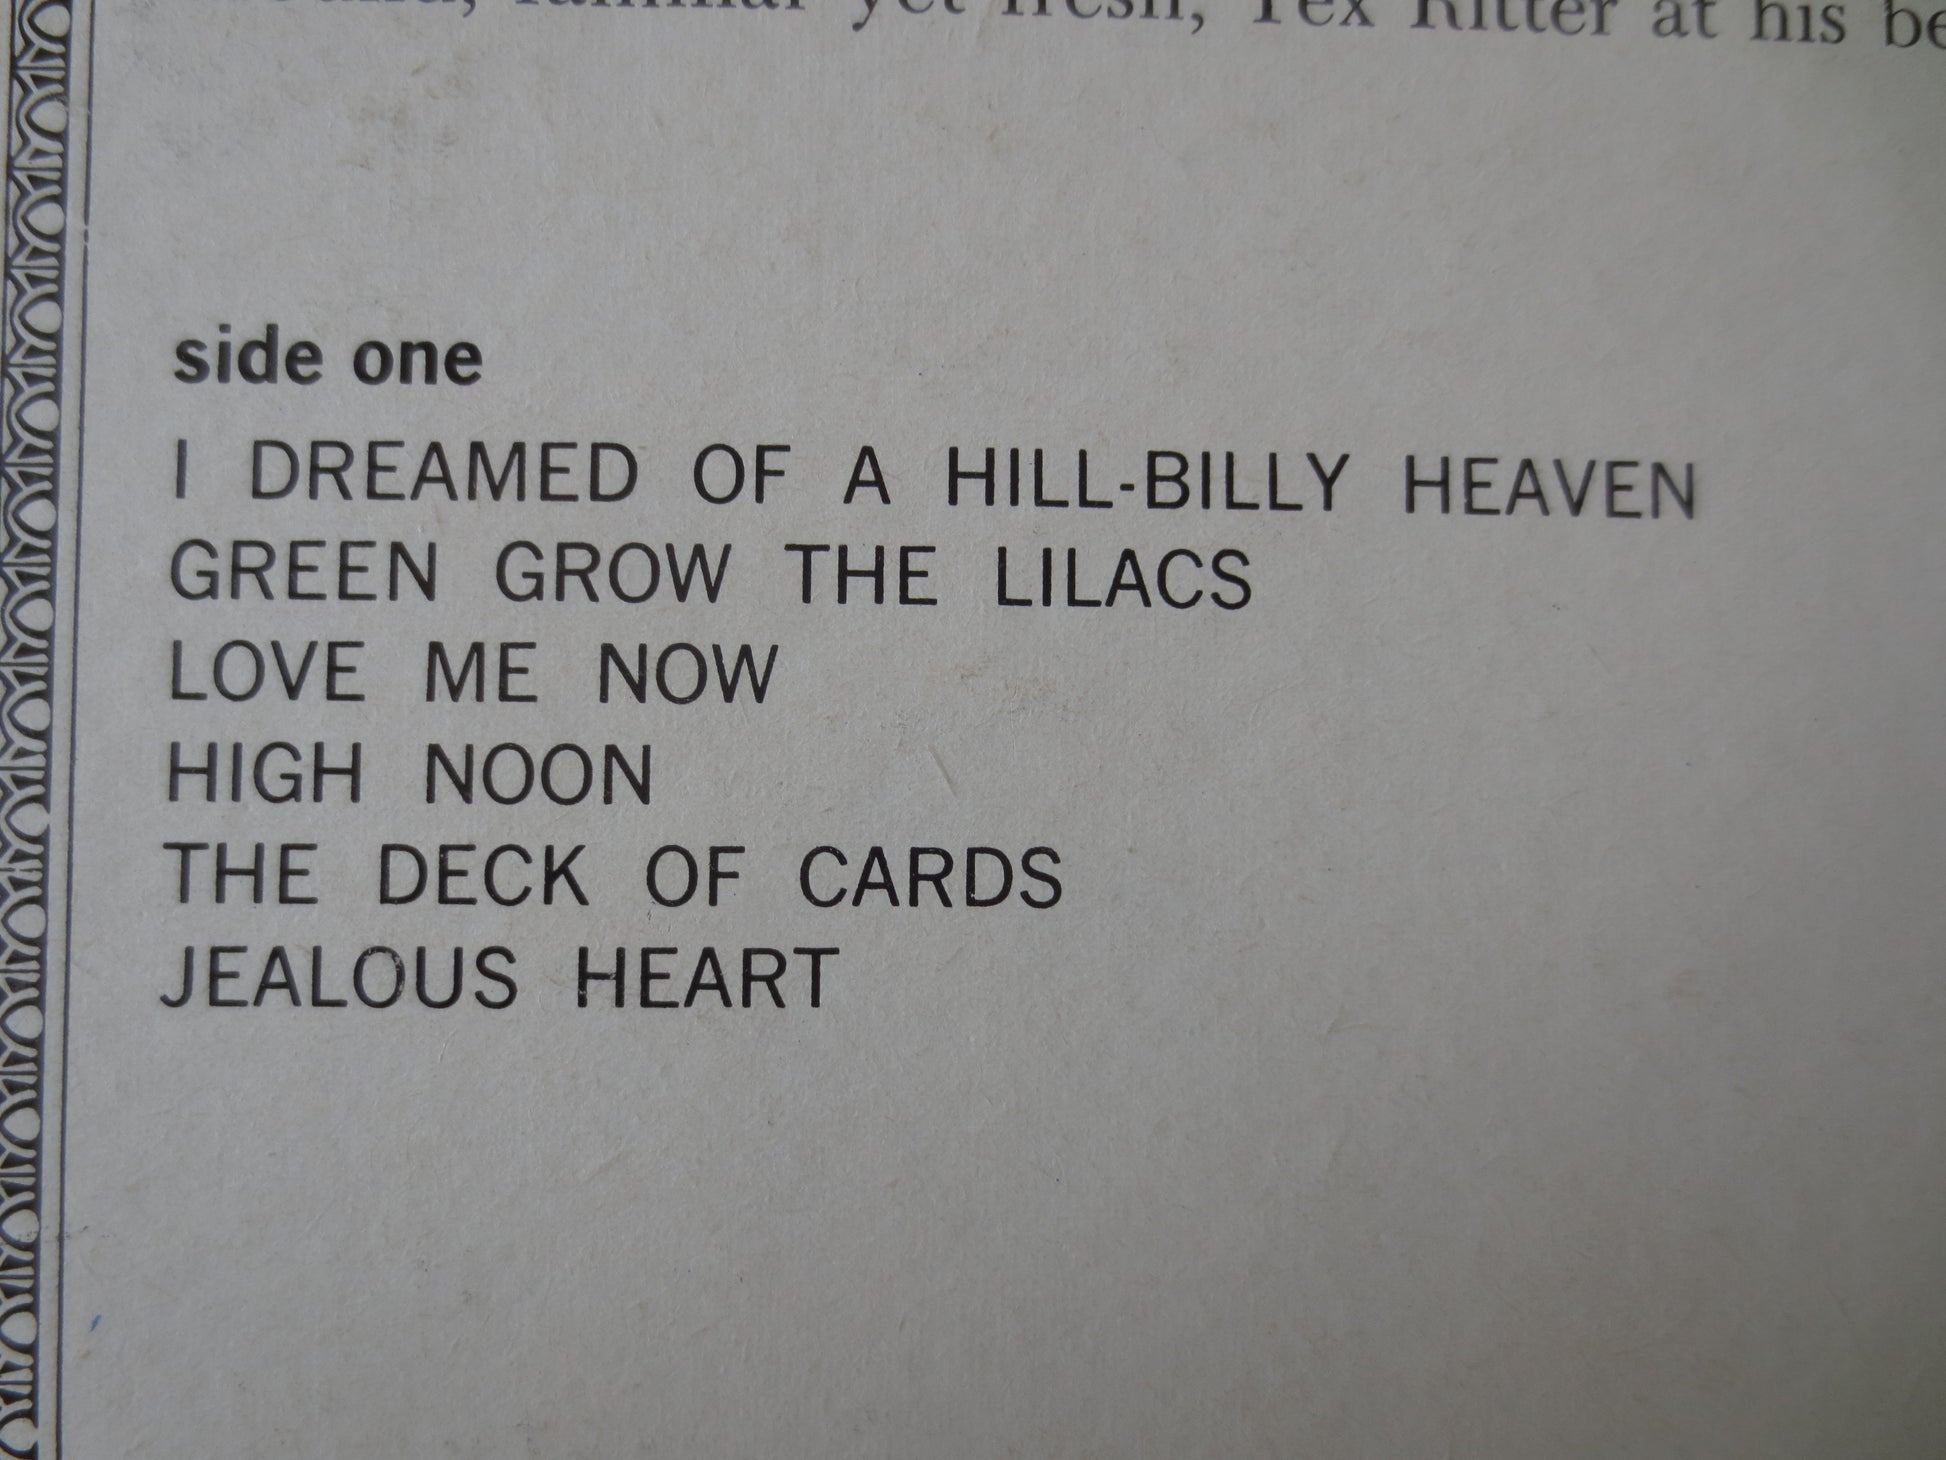 familiar yet fresh, Tex Ritter at his
side one
I DREAMED OF A HILL-BILLY HEAVEN
GREEN GROW THE LILACS
LOVE ME NOW
HIGH NOON
THE DECK OF CARDS
JEALOUS HEART